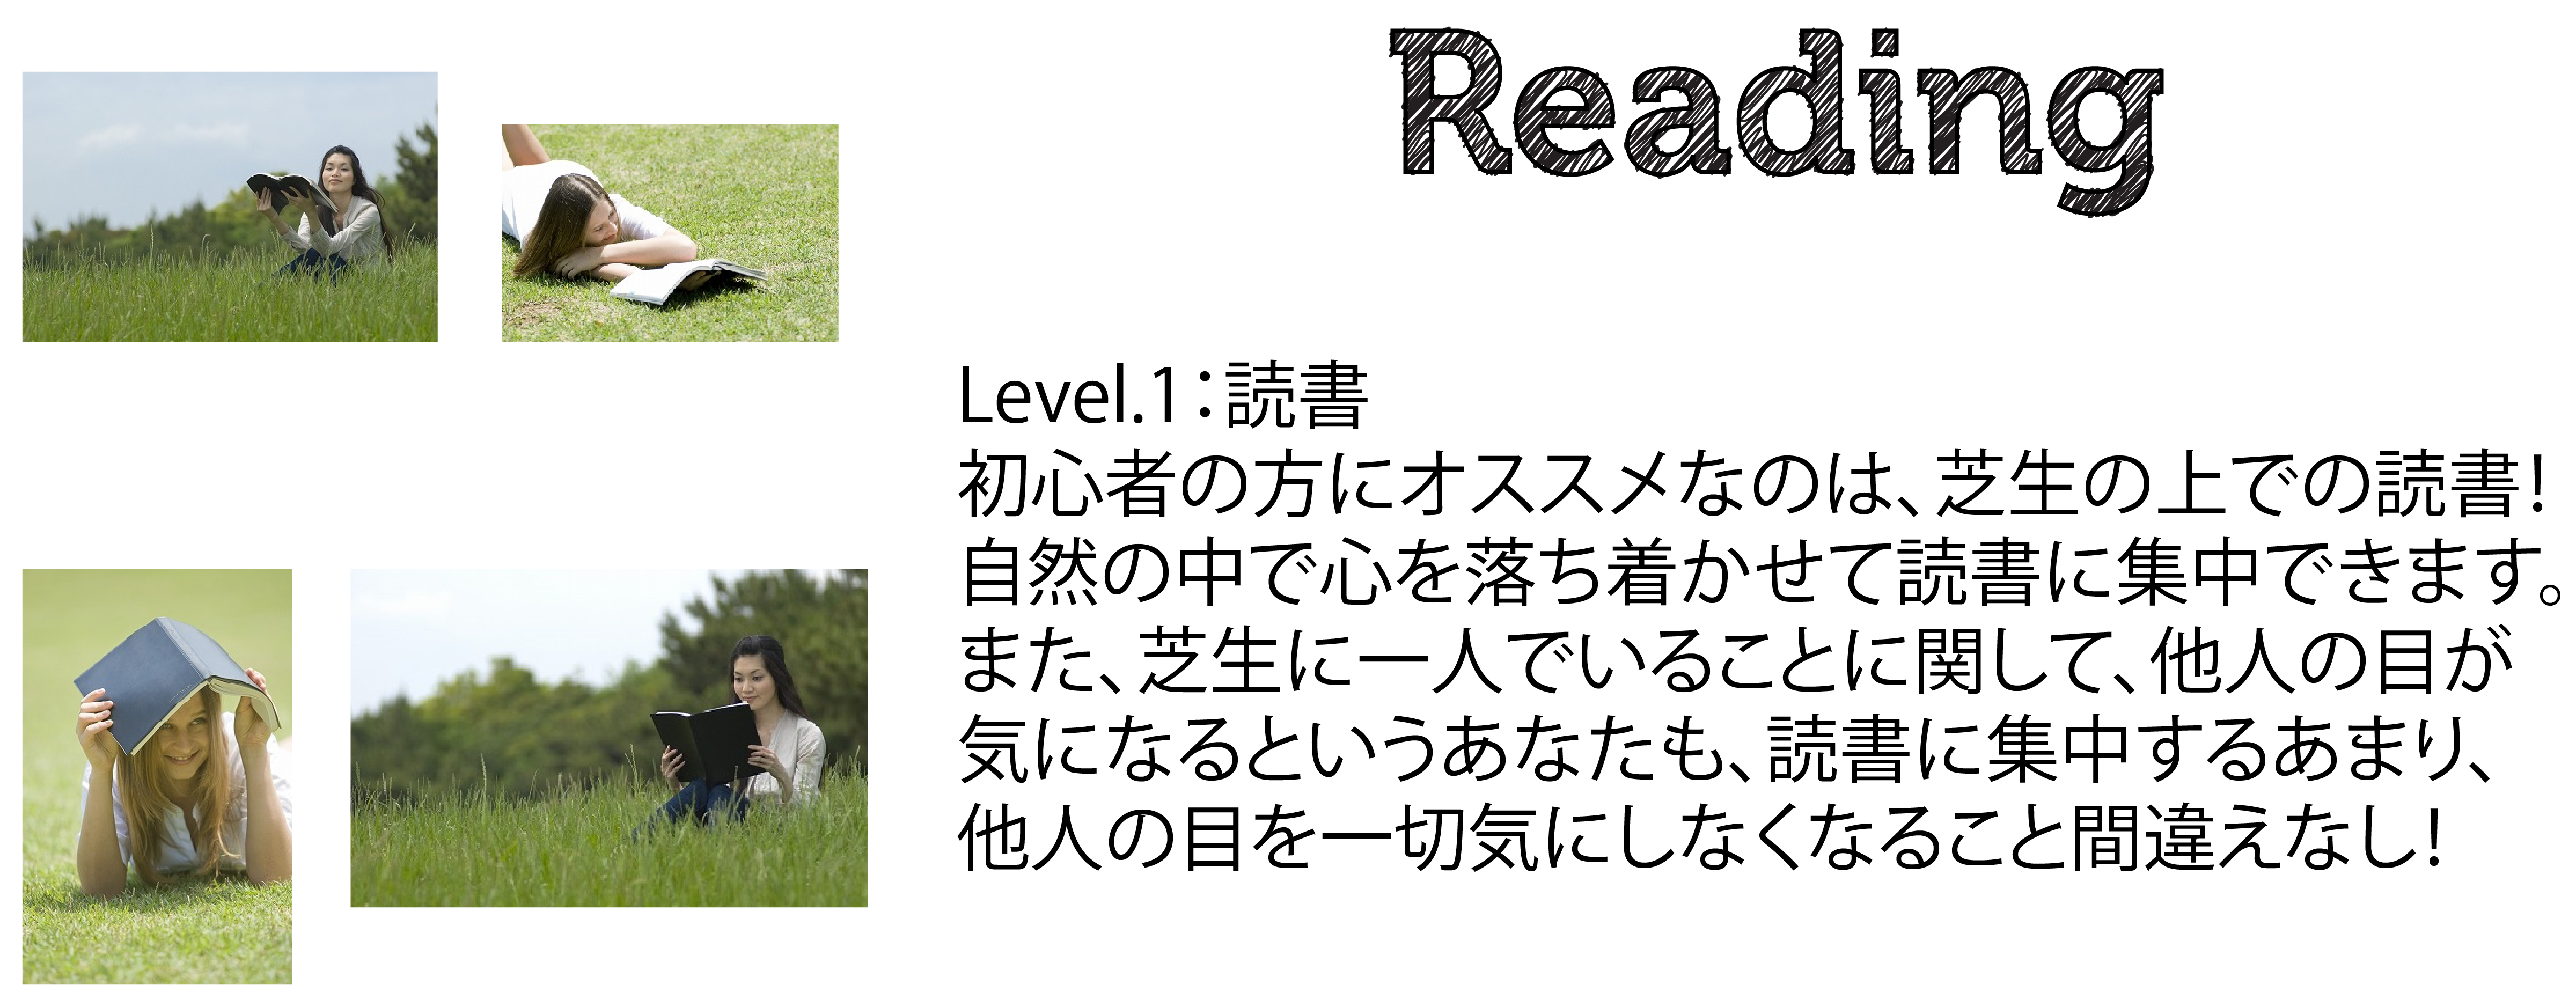 Reading
Level.1：読書
初心者の方にオススメなのは、芝生の上での読書！
自然の中で心を落ち着かせて読書に集中できます。
また、芝生に一人でいることに関して、他人の目が
気になるというあなたも、読書に集中するあまり、
他人の目を一切気にしなくなること間違えなし！